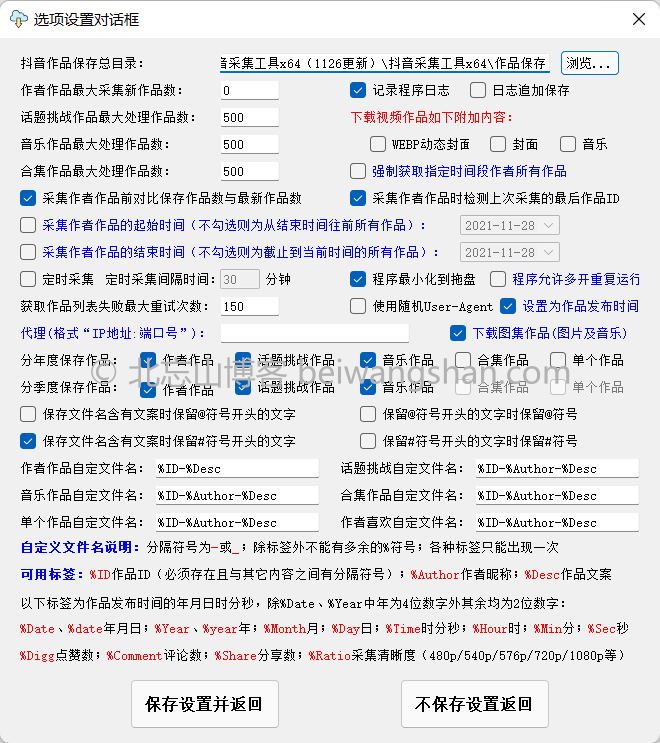 选项设置对话框
抖音作品保存总目录： 音采集工具x64（1126更新）\抖音采集工具x64\作品保存 浏览...
作者作品最大采集新作品数： 0 记录程序日志 日志追加保存
话题挑战作品最大处理作品数： 500 下载视频作品如下附加内容：
音乐作品最大处理作品数： 500 WEBP动态封面 封面 音乐
合集作品最大处理作品数： 500 强制获取指定时间段作者所有作品
采集作者作品前对比保存作品数与最新作品数 采集作者作品时检测上次采集的最后作品ID
采集作者作品的起始时间（不勾选则为从结束时间往前所有作品）： 2021-11-28
采集作者作品的结束时间（不勾选则为截止到当前时间的所有作品）： 2021-11-28
定时采集 定时采集间隔时间： 30 分钟 程序最小化到拖盘 程序允许多开重复运行
获取作品列表失败最大重试次数： 150 使用随机User-Agent 设置为作品发布时间
代理(格式“IP地址:端口号”)： 下载图集作品(图片及音乐)
分年度保存作品： 作者作品 话题挑战作品 音乐作品 合集作品 单个作品
© 北忘山博客 beiwangshan.com
分季度保存作品： 作者作品 话题挑战作品 音乐作品 合集作品 单个作品
保存文件名含有文案时保留@符号开头的文字 保留@符号开头的文字时保留@符号
保存文件名含有文案时保留#符号开头的文字 保留#符号开头的文字时保留#符号
作者作品自定文件名： %ID-%Desc 话题挑战自定文件名： %ID-%Author-%Desc
音乐作品自定文件名： %ID-%Author-%Desc 合集作品自定文件名： %ID-%Author-%Desc
单个作品自定文件名： %ID-%Author-%Desc 作者喜欢自定文件名： %ID-%Author-%Desc
自定义文件名说明：分隔符号为-或_；除标签外不能有多余的%符号；各种标签只能出现一次
可用标签：%ID作品ID（必须存在且与其它内容之间有分隔符号）；%Author作者昵称；%Desc作品文案
以下标签为作品发布时间的年月日时分秒，除%Date、%Year中年为4位数字外其余均为2位数字：
%Date、%date年月日；%Year、%year年；%Month月；%Day日；%Time时分秒；%Hour时；%Min分；%Sec秒
%Digg点赞数；%Comment评论数；%Share分享数；%Ratio采集清晰度（480p/540p/576p/720p/1080p等）
保存设置并返回 不保存设置返回